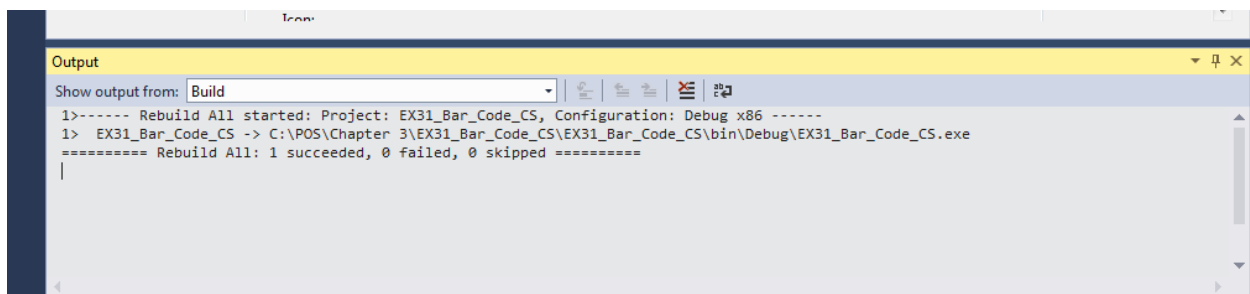 Icon:
Output
Show output from: Build
1>------ Rebuild All started: Project: EX31_Bar_Code_CS, Configuration: Debug x86 ------
1>  EX31_Bar_Code_CS -> C:\POS\Chapter 3\EX31_Bar_Code_CS\EX31_Bar_Code_CS\bin\Debug\EX31_Bar_Code_CS.exe
========== Rebuild All: 1 succeeded, 0 failed, 0 skipped ==========